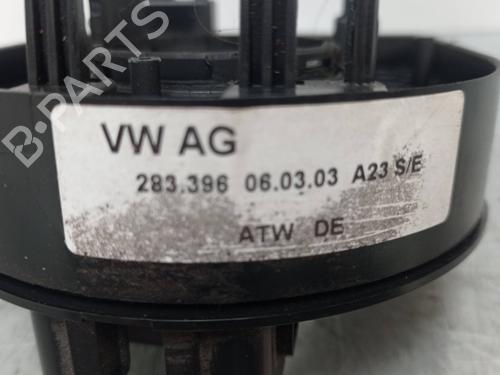 B-PARTS
VW AG
283.396 06.03.03 A23 S/E
ATW DE